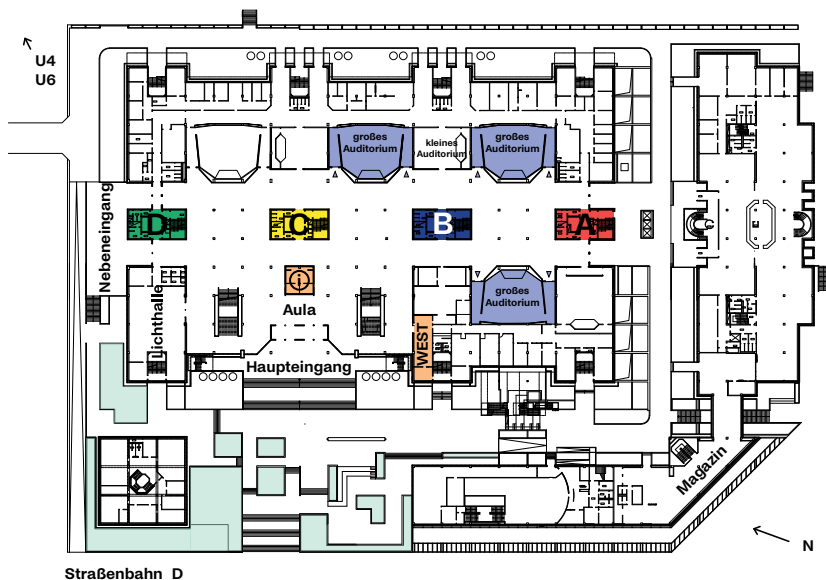 U4
U6
großes
Auditorium
kleines
Auditorium
großes
Auditorium
Nebeneingang
D
C
B
A
i
großes
Auditorium
Lichthalle
Aula
WEST
Haupteingang
Magazin
N
Straßenbahn D